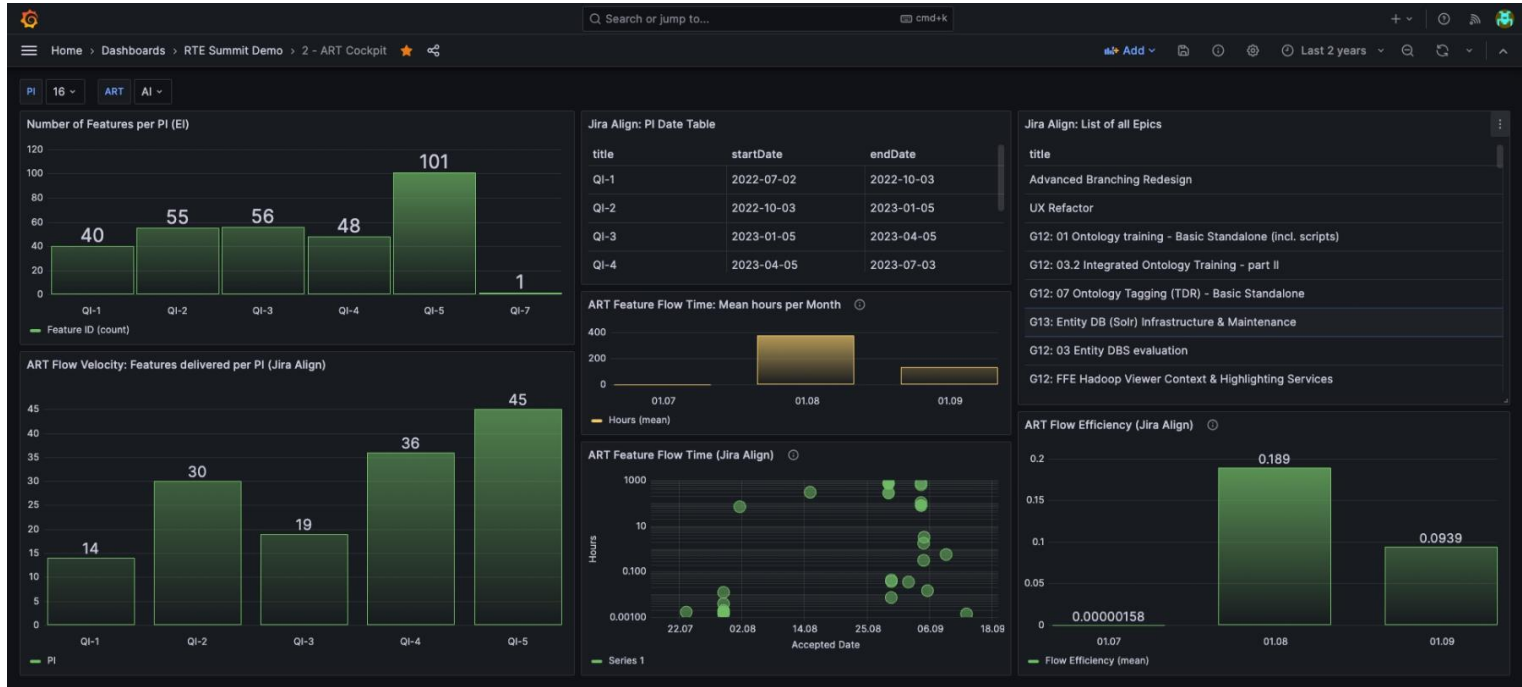 Search or jump to... cmd+k
Home › Dashboards › RTE Summit Demo › 2 - ART Cockpit
Add
Last 2 years
PI 16 ART AI
Number of Features per PI (EI)
120
100
80
60
40
20
0
40
55
56
48
101
1
QI-1 QI-2 QI-3 QI-4 QI-5 QI-7
Feature ID (count)
ART Flow Velocity: Features delivered per PI (Jira Align)
45
40
35
30
25
20
15
10
5
0
14
30
19
36
45
QI-1 QI-2 QI-3 QI-4 QI-5
PI
Jira Align: PI Date Table
title startDate endDate
QI-1 2022-07-02 2022-10-03
QI-2 2022-10-03 2023-01-05
QI-3 2023-01-05 2023-04-05
QI-4 2023-04-05 2023-07-03
ART Feature Flow Time: Mean hours per Month
400
200
0
01.07 01.08 01.09
Hours (mean)
ART Feature Flow Time (Jira Align)
Hours
1000
10
0.100
0.00100
22.07 02.08 14.08 25.08 06.09 18.09
Accepted Date
Series 1
Jira Align: List of all Epics
title
Advanced Branching Redesign
UX Refactor
G12: 01 Ontology training - Basic Standalone (incl. scripts)
G12: 03.2 Integrated Ontology Training - part II
G12: 07 Ontology Tagging (TDR) - Basic Standalone
G13: Entity DB (Solr) Infrastructure & Maintenance
G12: 03 Entity DBS evaluation
G12: FFE Hadoop Viewer Context & Highlighting Services
ART Flow Efficiency (Jira Align)
0.2
0.15
0.1
0.05
0
0.00000158
0.189
0.0939
01.07 01.08 01.09
Flow Efficiency (mean)